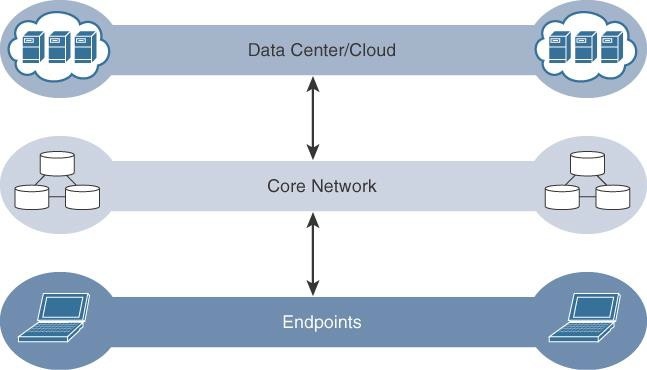 Data Center/Cloud
Core Network
Endpoints